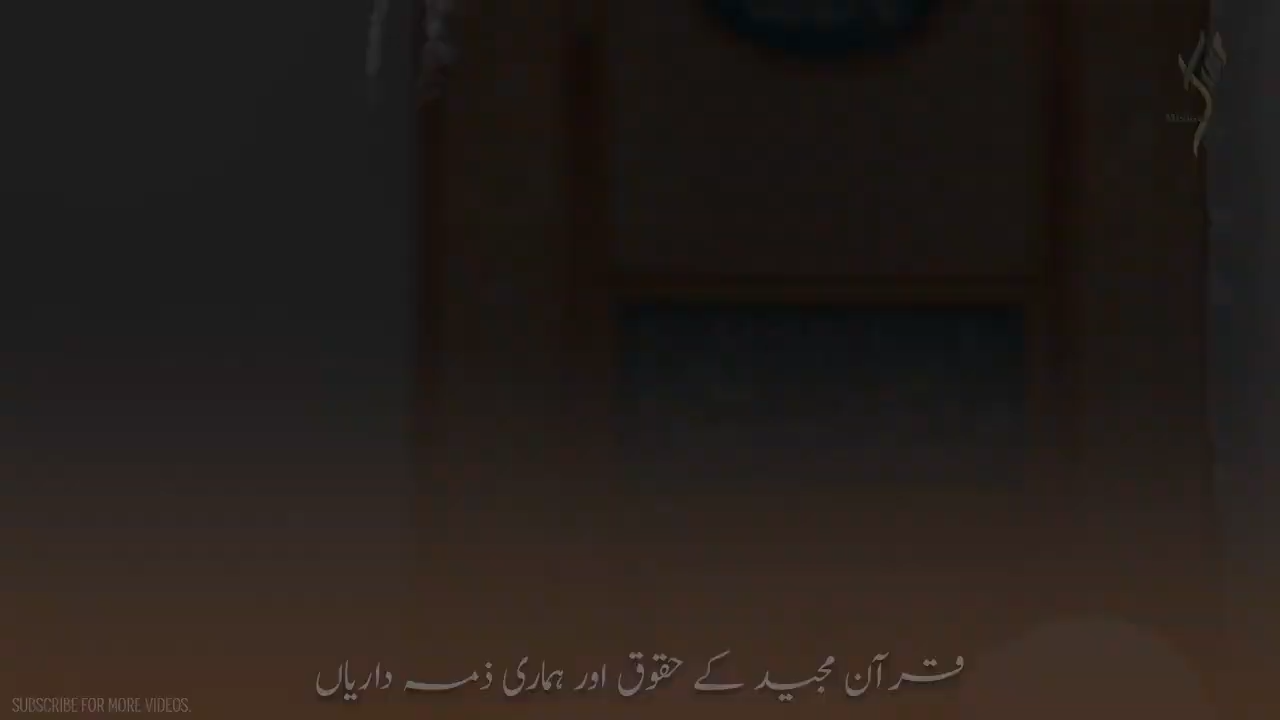 قرآن مجید کے حقوق اور ہماری ذمہ داریاں
SUBSCRIBE FOR MORE VIDEOS.